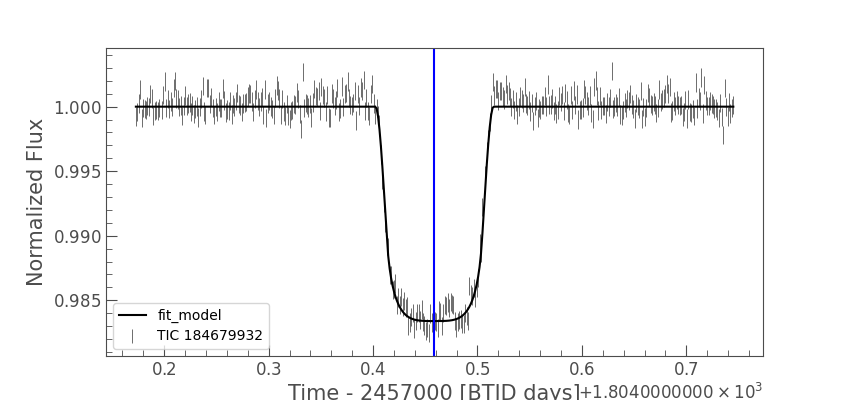 1.000
0.995
0.990
0.985
Normalized Flux
fit_model
TIC 184679932
0.2 0.3 0.4 0.5 0.6 0.7
Time - 2457000 [BTJD days]
+1.8040000000 × 10³